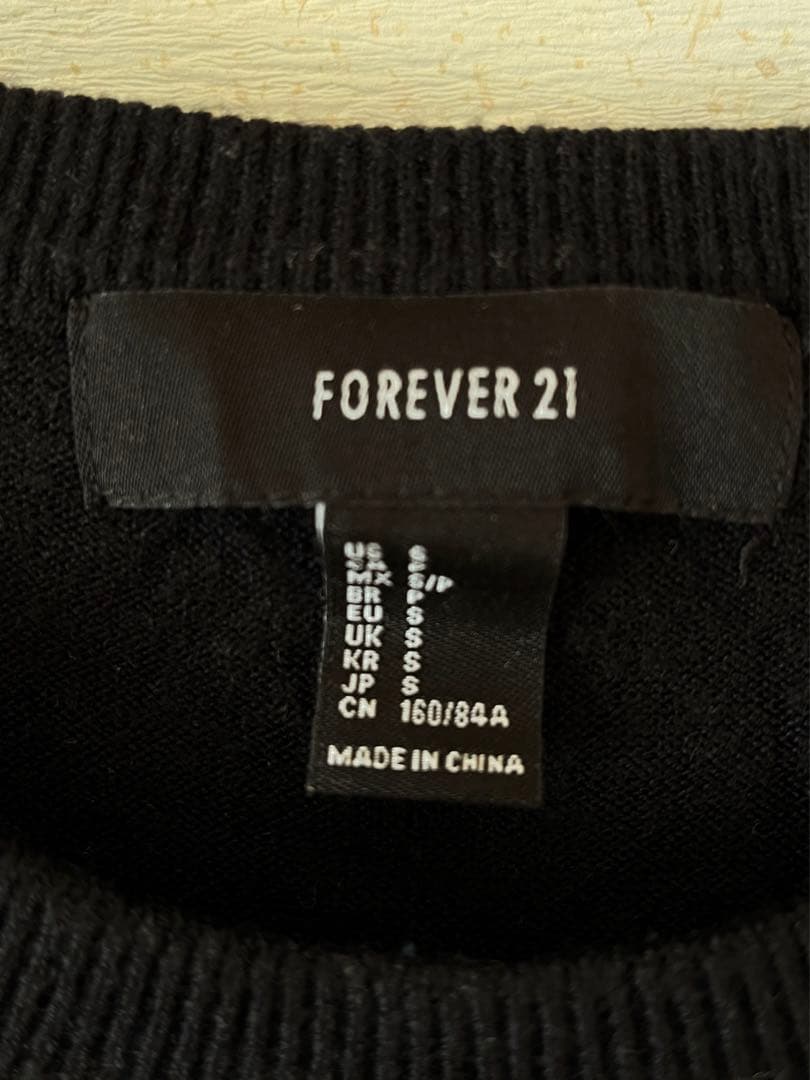 FOREVER 21
US S
MX S/P
BR P
EU S
UK S
KR S
JP S
CN 160/84A
MADE IN CHINA